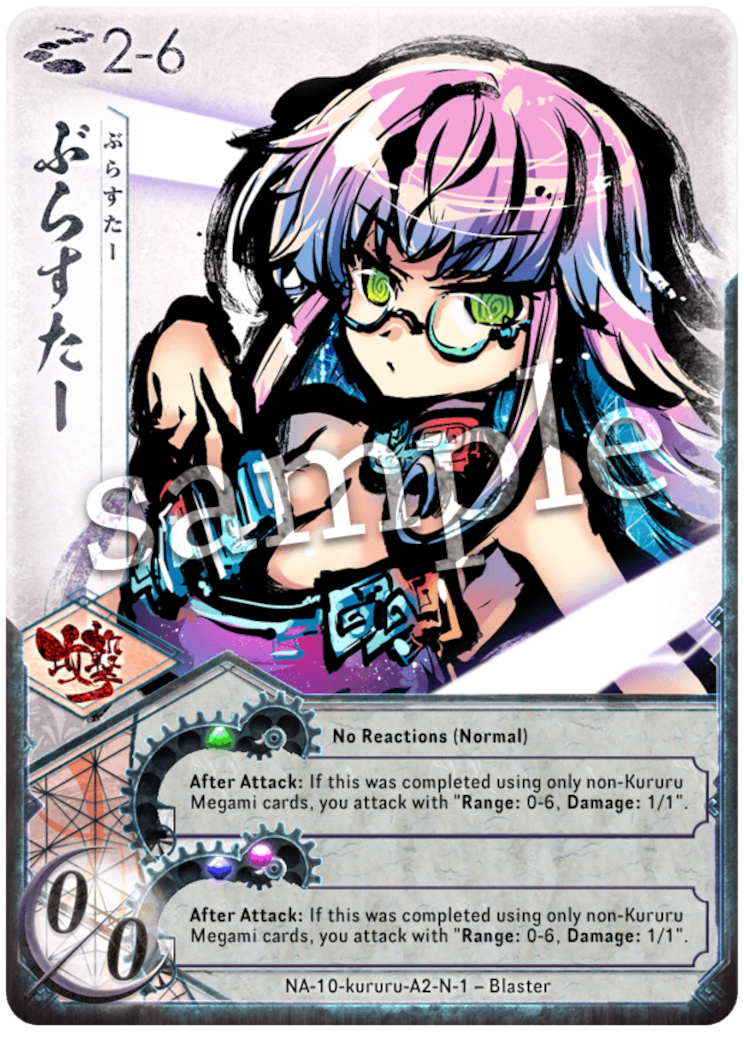 2-6
ぶらすたー
ぶらすたー
sample
攻撃
No Reactions (Normal)
After Attack: If this was completed using only non-Kururu
Megami cards, you attack with "Range: 0-6, Damage: 1/1".
0
0
After Attack: If this was completed using only non-Kururu
Megami cards, you attack with "Range: 0-6, Damage: 1/1".
NA-10-kururu-A2-N-1 – Blaster